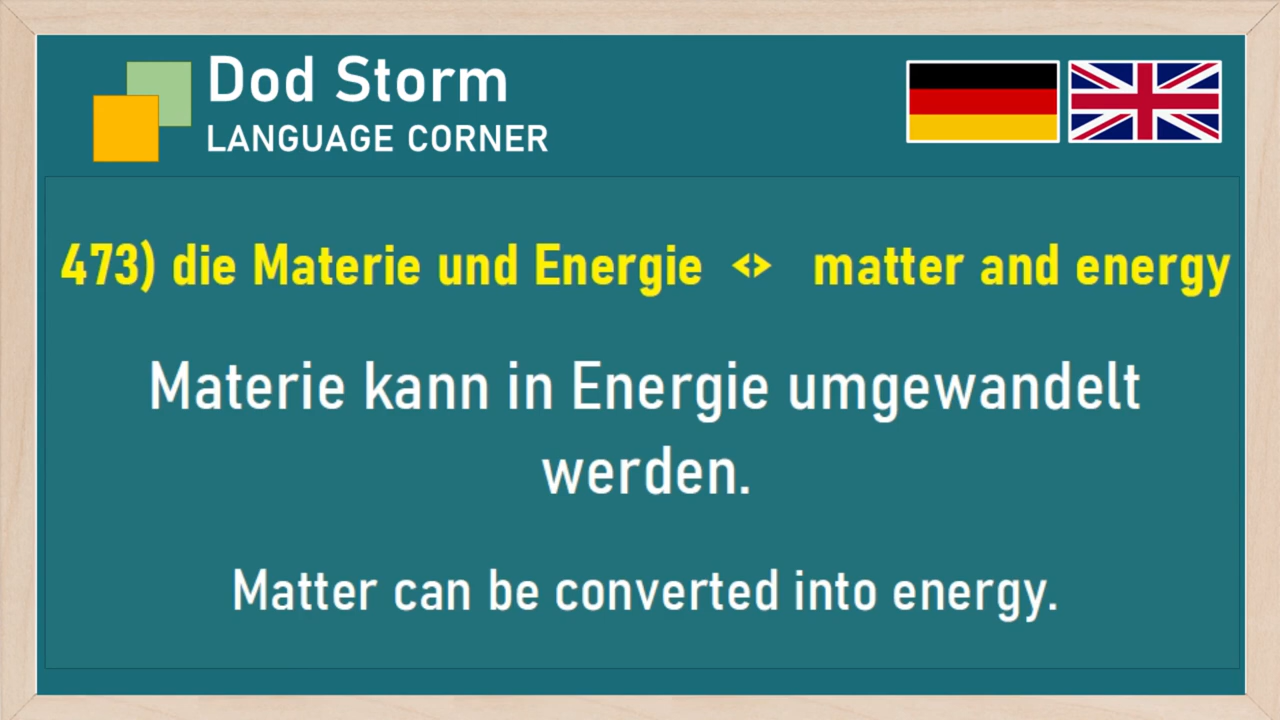 Dod Storm
LANGUAGE CORNER
473) die Materie und Energie <> matter and energy
Materie kann in Energie umgewandelt
werden.
Matter can be converted into energy.